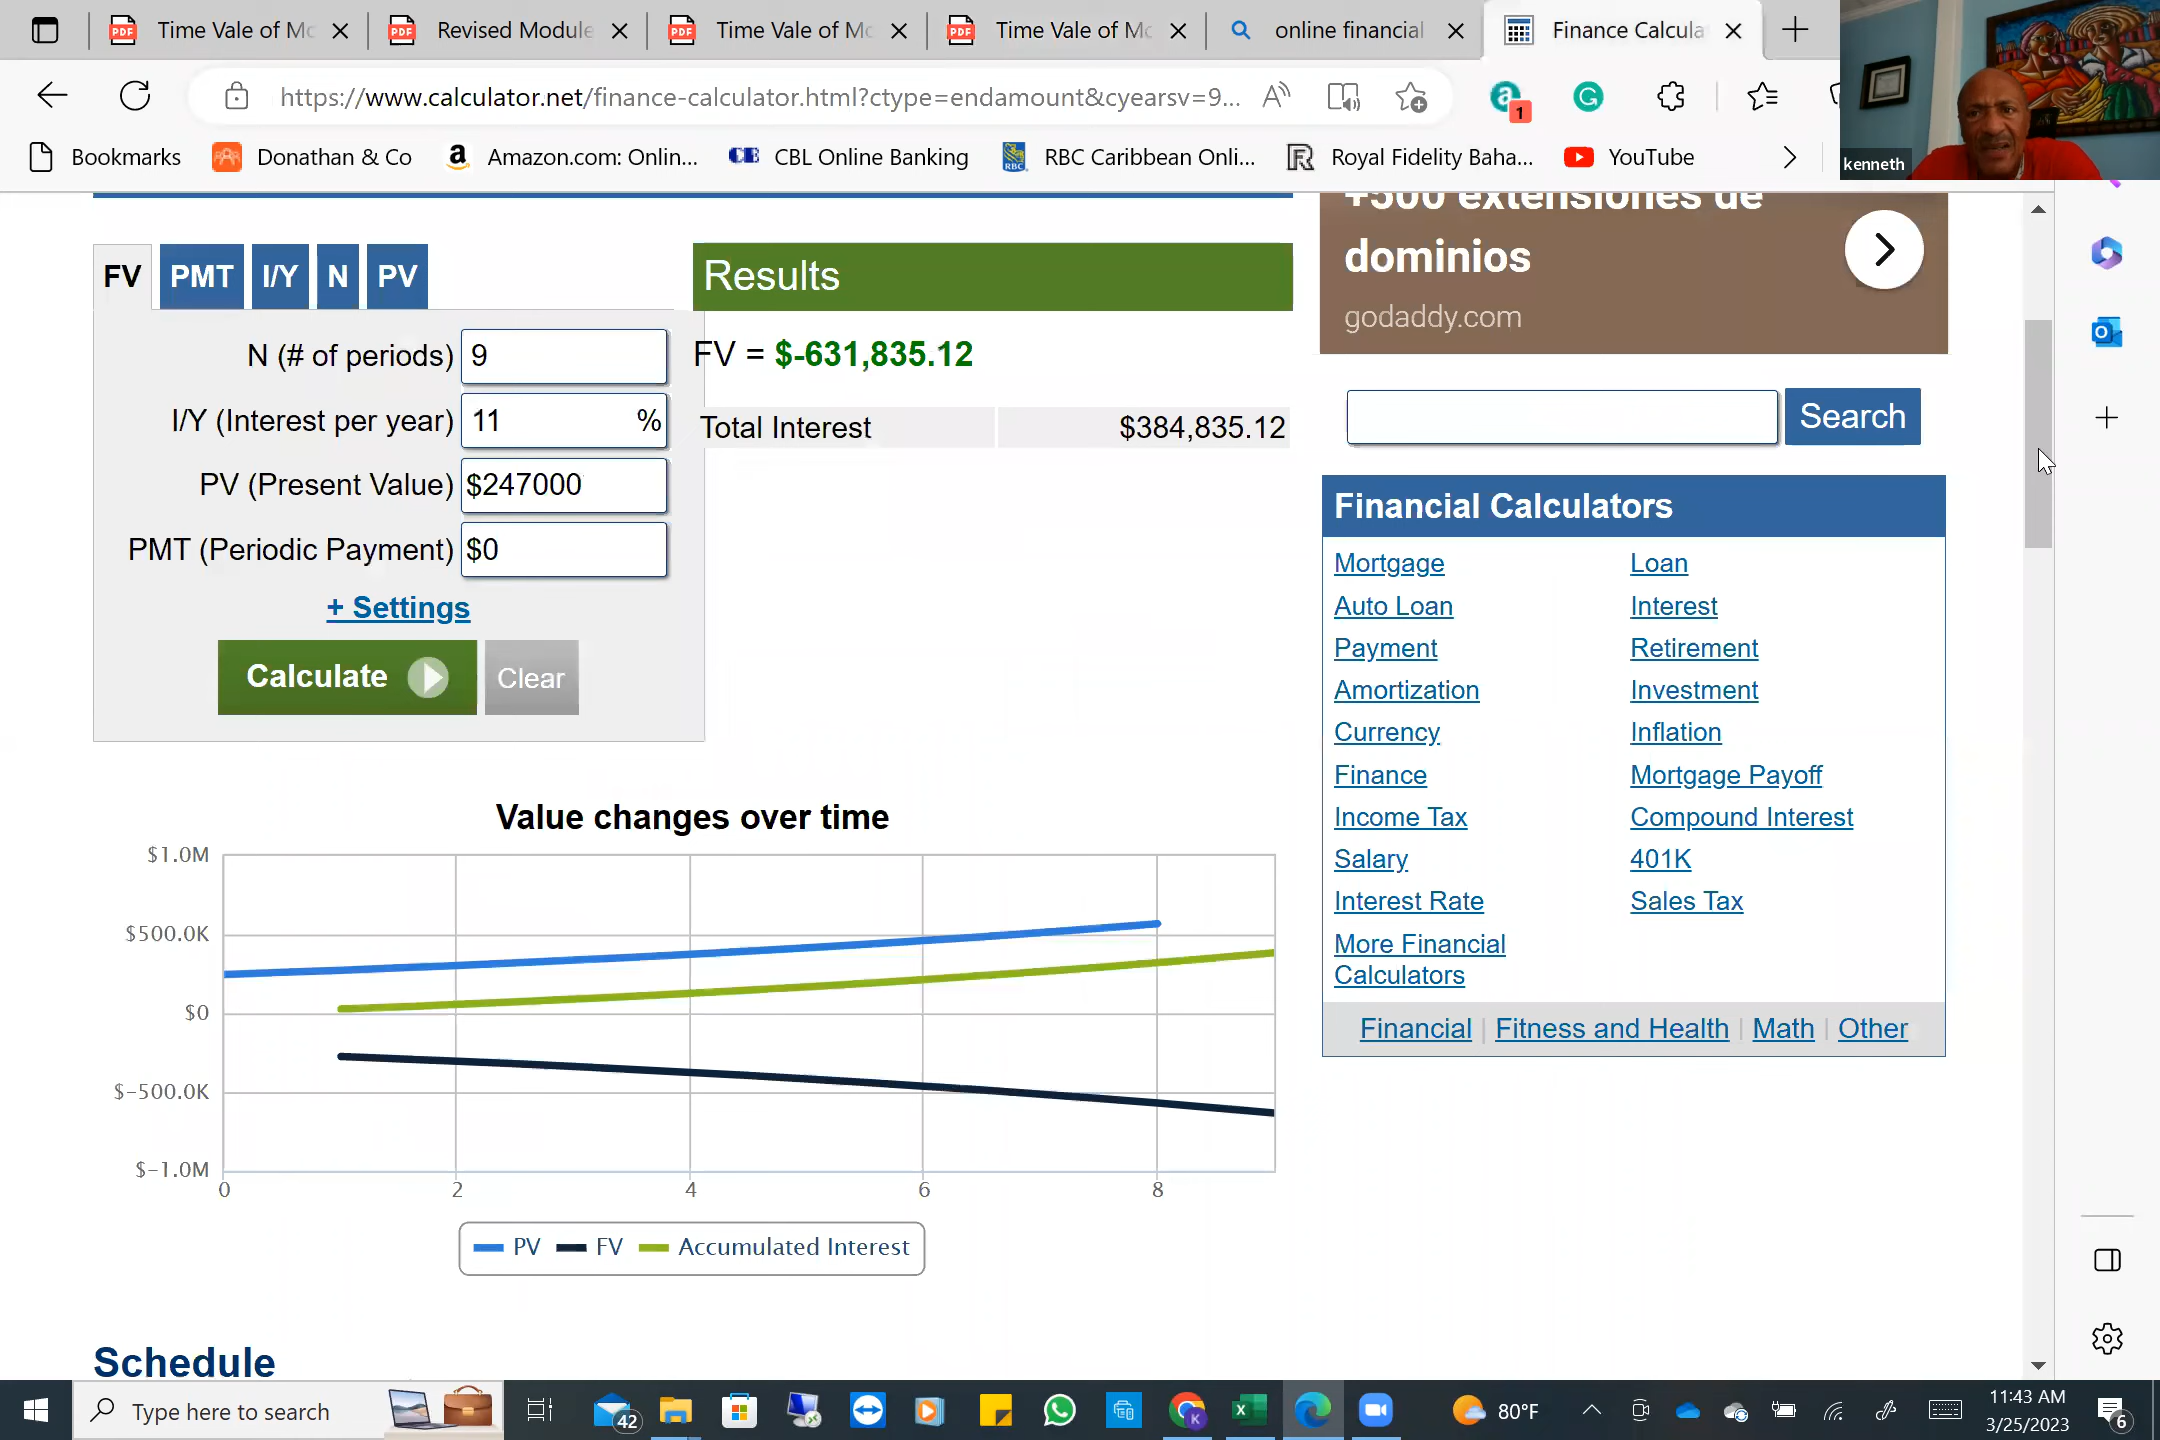 Time Vale of Mo
Revised Module
Time Vale of Mo
Time Vale of Mo
online financial
Finance Calcula
https://www.calculator.net/finance-calculator.html?ctype=endamount&cyearsv=9...
1
Bookmarks
Donathan & Co
Amazon.com: Onlin...
CBL Online Banking
RBC Caribbean Onli...
Royal Fidelity Baha...
YouTube
kenneth
FV
PMT
I/Y
N
PV
N (# of periods) 9
I/Y (Interest per year) 11 %
PV (Present Value) $247000
PMT (Periodic Payment) $0
+ Settings
Calculate
Clear
Results
FV = $-631,835.12
Total Interest $384,835.12
+500 extensiones de
dominios
godaddy.com
Search
Financial Calculators
Mortgage
Loan
Auto Loan
Interest
Payment
Retirement
Amortization
Investment
Currency
Inflation
Finance
Mortgage Payoff
Income Tax
Compound Interest
Salary
401K
Interest Rate
Sales Tax
More Financial
Calculators
Financial | Fitness and Health | Math | Other
Value changes over time
$1.0M
$500.0K
$0
$-500.0K
$-1.0M
0 2 4 6 8
PV FV Accumulated Interest
Schedule
Type here to search
42
80°F
11:43 AM
3/25/2023
6